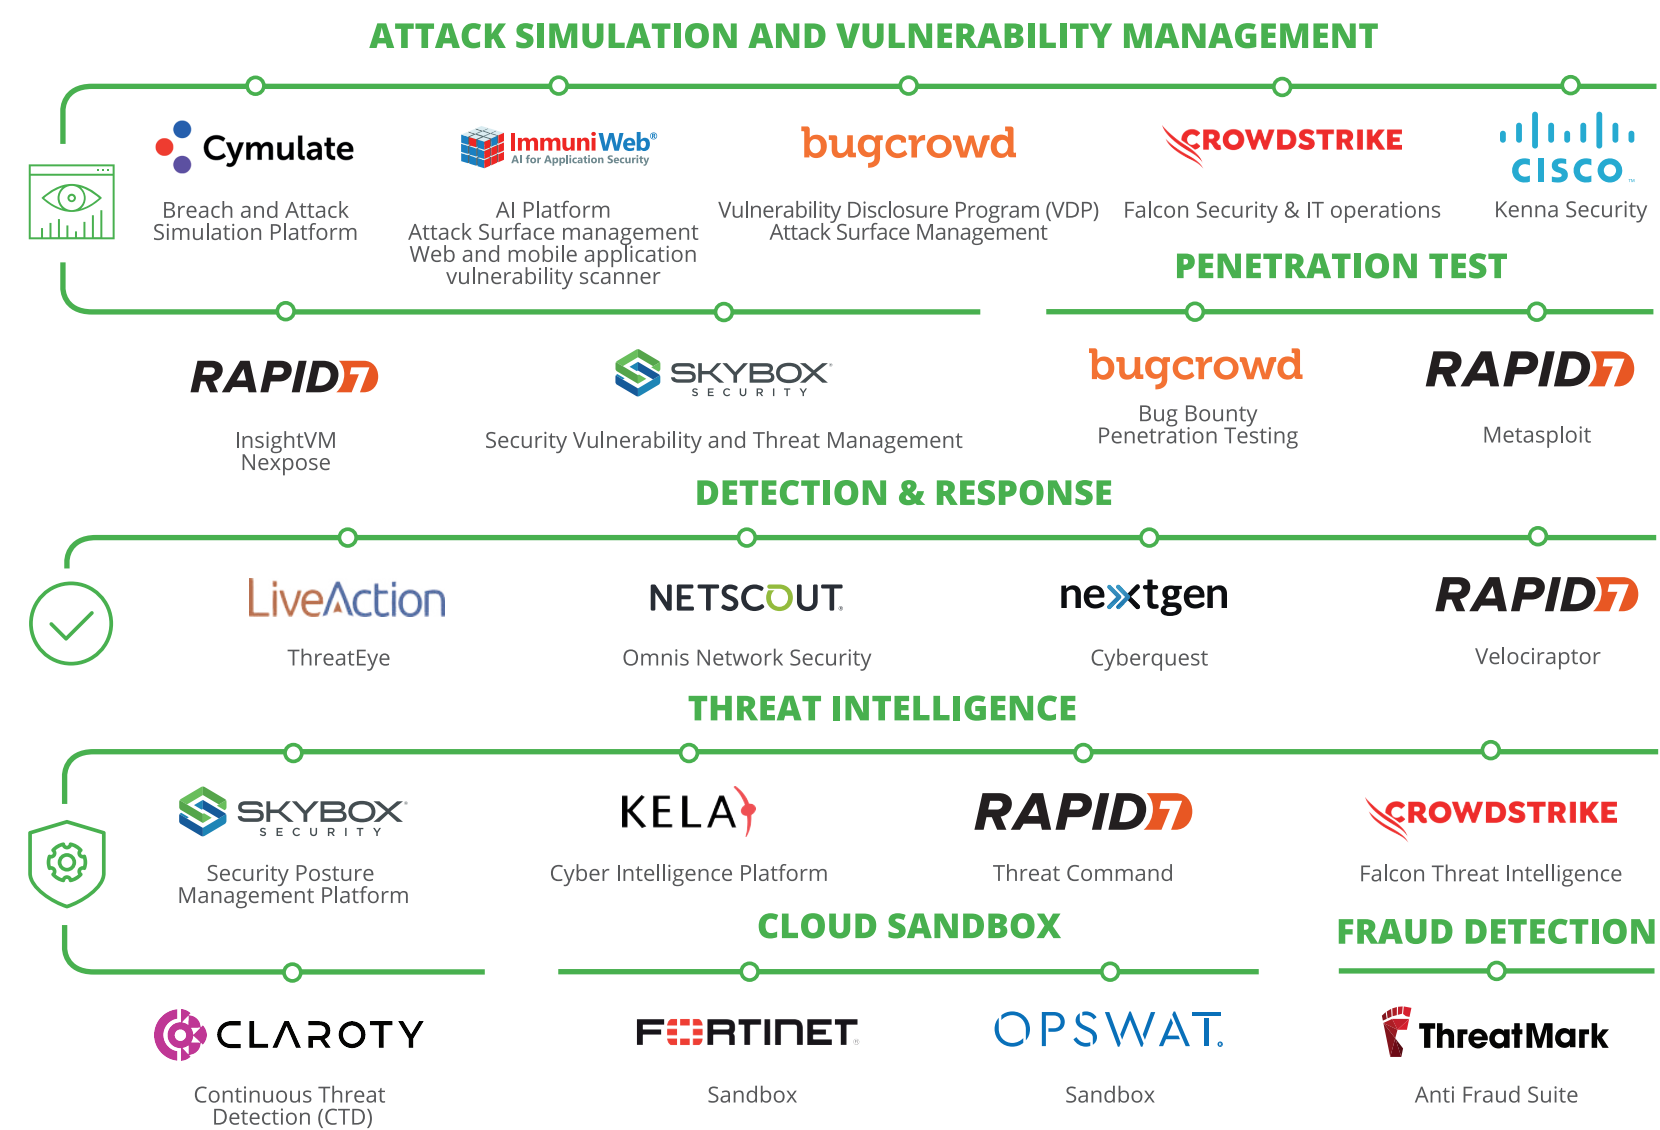 ATTACK SIMULATION AND VULNERABILITY MANAGEMENT
Cymulate
Breach and Attack
Simulation Platform
ImmuniWeb®
AI for Application Security
AI Platform
Attack Surface management
Web and mobile application
vulnerability scanner
bugcrowd
Vulnerability Disclosure Program (VDP)
Attack Surface Management
CROWDSTRIKE
Falcon Security & IT operations
CISCO™
Kenna Security
RAPID7
InsightVM
Nexpose
SKYBOX®
SECURITY
Security Vulnerability and Threat Management
PENETRATION TEST
bugcrowd
Bug Bounty
Penetration Testing
RAPID7
Metasploit
DETECTION & RESPONSE
LiveAction
ThreatEye
NETSCOUT®
Omnis Network Security
nextgen
Cyberquest
RAPID7
Velociraptor
THREAT INTELLIGENCE
SKYBOX®
SECURITY
Security Posture
Management Platform
KELA
Cyber Intelligence Platform
RAPID7
Threat Command
CROWDSTRIKE
Falcon Threat Intelligence
CLAROTY
Continuous Threat
Detection (CTD)
CLOUD SANDBOX
FORTINET®
Sandbox
OPSWAT®
Sandbox
FRAUD DETECTION
ThreatMark
Anti Fraud Suite